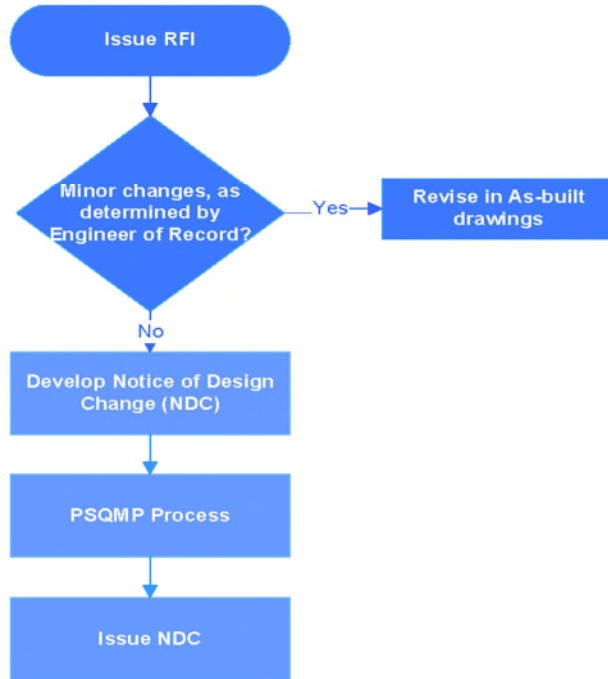 Issue RFI
Minor changes, as
determined by
Engineer of Record?
Yes
Revise in As-built
drawings
No
Develop Notice of Design
Change (NDC)
PSQMP Process
Issue NDC